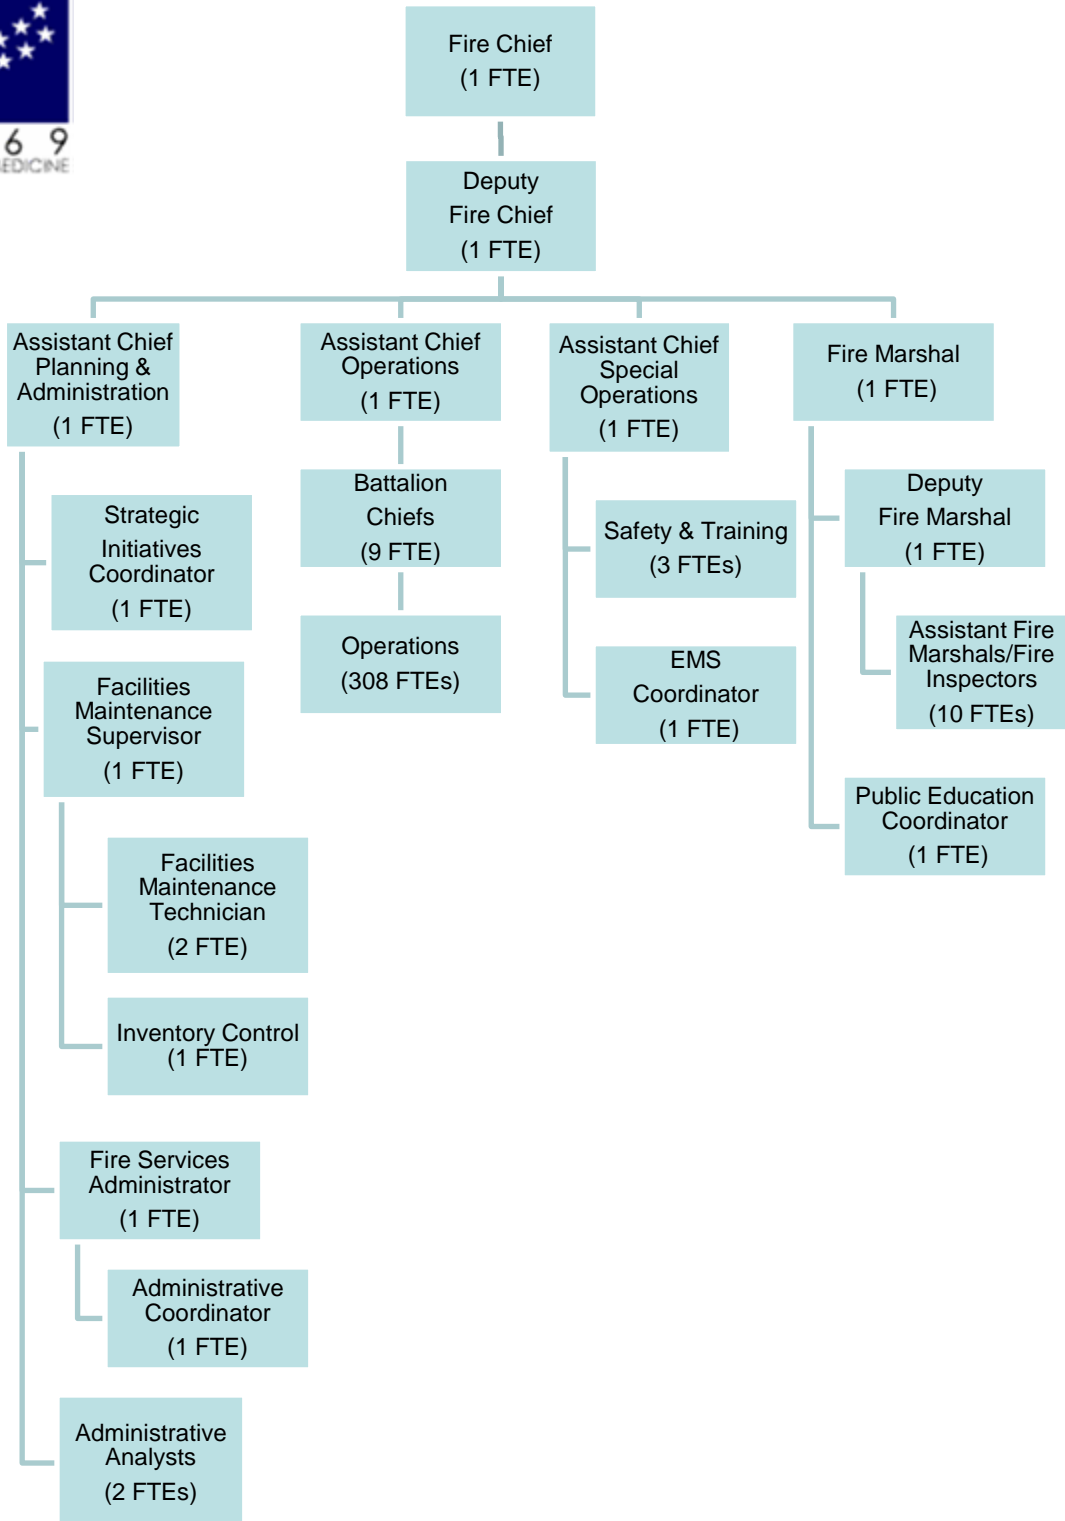 6 9
EDICINE
Fire Chief
(1 FTE)
Deputy
Fire Chief
(1 FTE)
Assistant Chief
Planning &
Administration
(1 FTE)
Assistant Chief
Operations
(1 FTE)
Assistant Chief
Special
Operations
(1 FTE)
Fire Marshal
(1 FTE)
Strategic
Initiatives
Coordinator
(1 FTE)
Facilities
Maintenance
Supervisor
(1 FTE)
Facilities
Maintenance
Technician
(2 FTE)
Inventory Control
(1 FTE)
Fire Services
Administrator
(1 FTE)
Administrative
Coordinator
(1 FTE)
Administrative
Analysts
(2 FTEs)
Battalion
Chiefs
(9 FTE)
Operations
(308 FTEs)
Safety & Training
(3 FTEs)
EMS
Coordinator
(1 FTE)
Deputy
Fire Marshal
(1 FTE)
Assistant Fire
Marshals/Fire
Inspectors
(10 FTEs)
Public Education
Coordinator
(1 FTE)